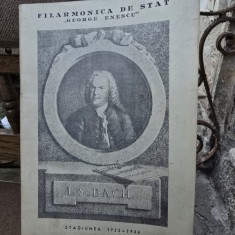 FILARMONICA DE STAT
„GEORGE ENESCU"
I. S. BACH
STAGIUNEA 1955-1956